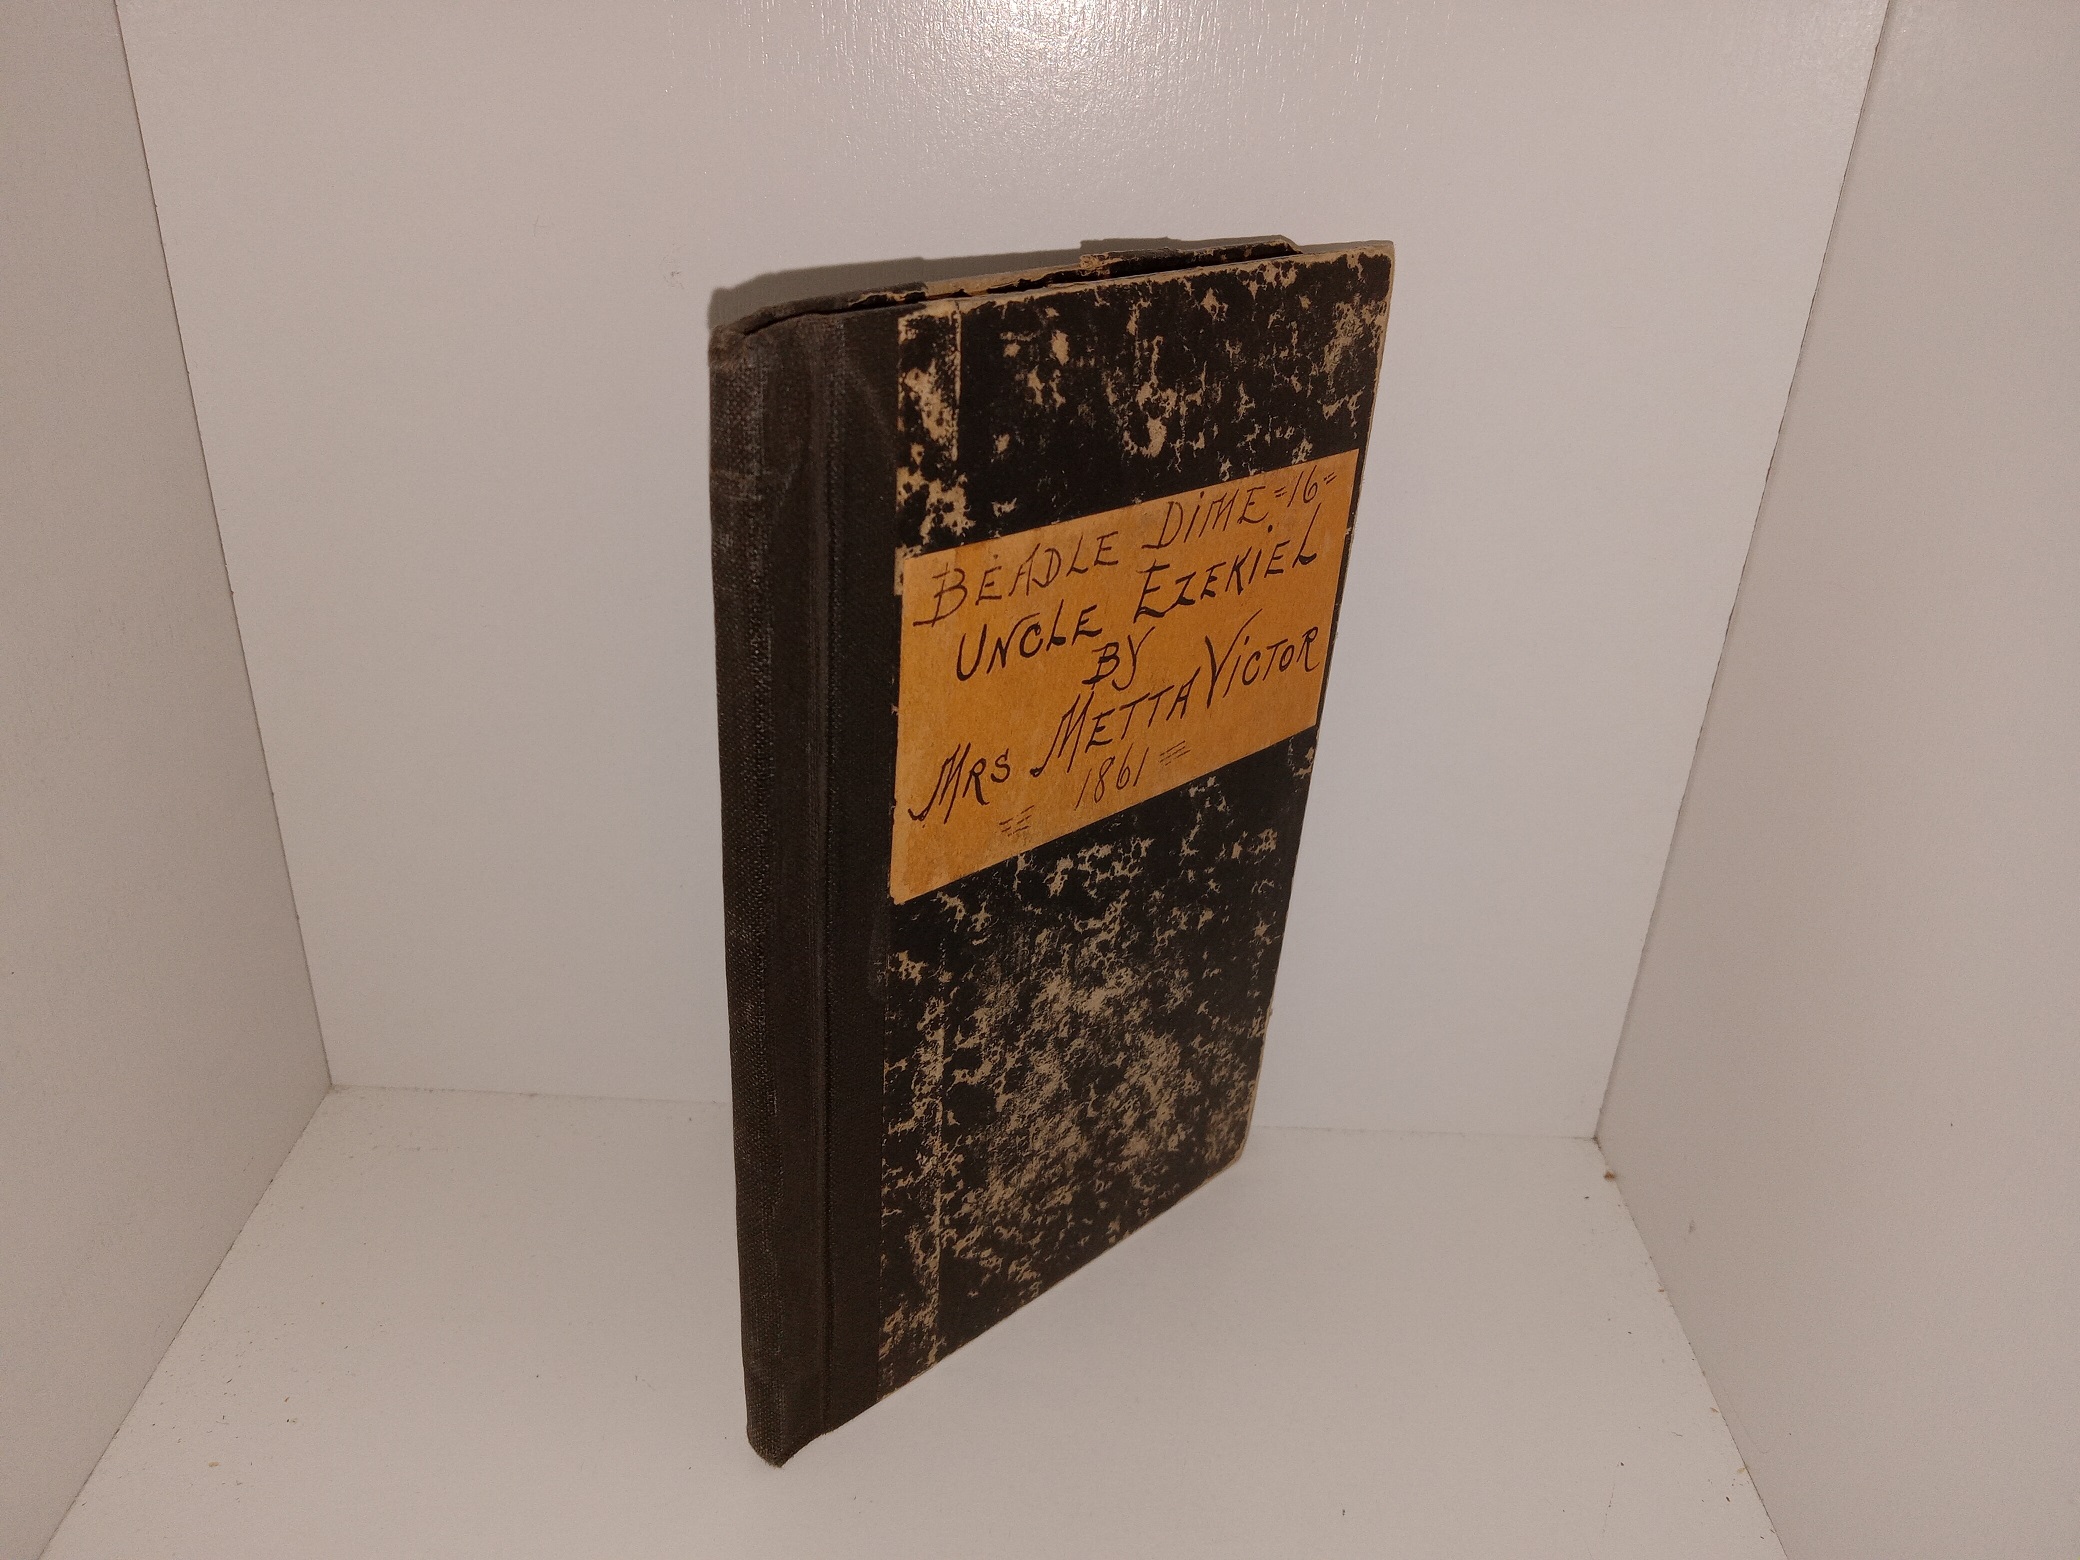 BEADLE DIME =16=
UNCLE EZEKIEL
BY
MRS METTA VICTOR
= 1861 =